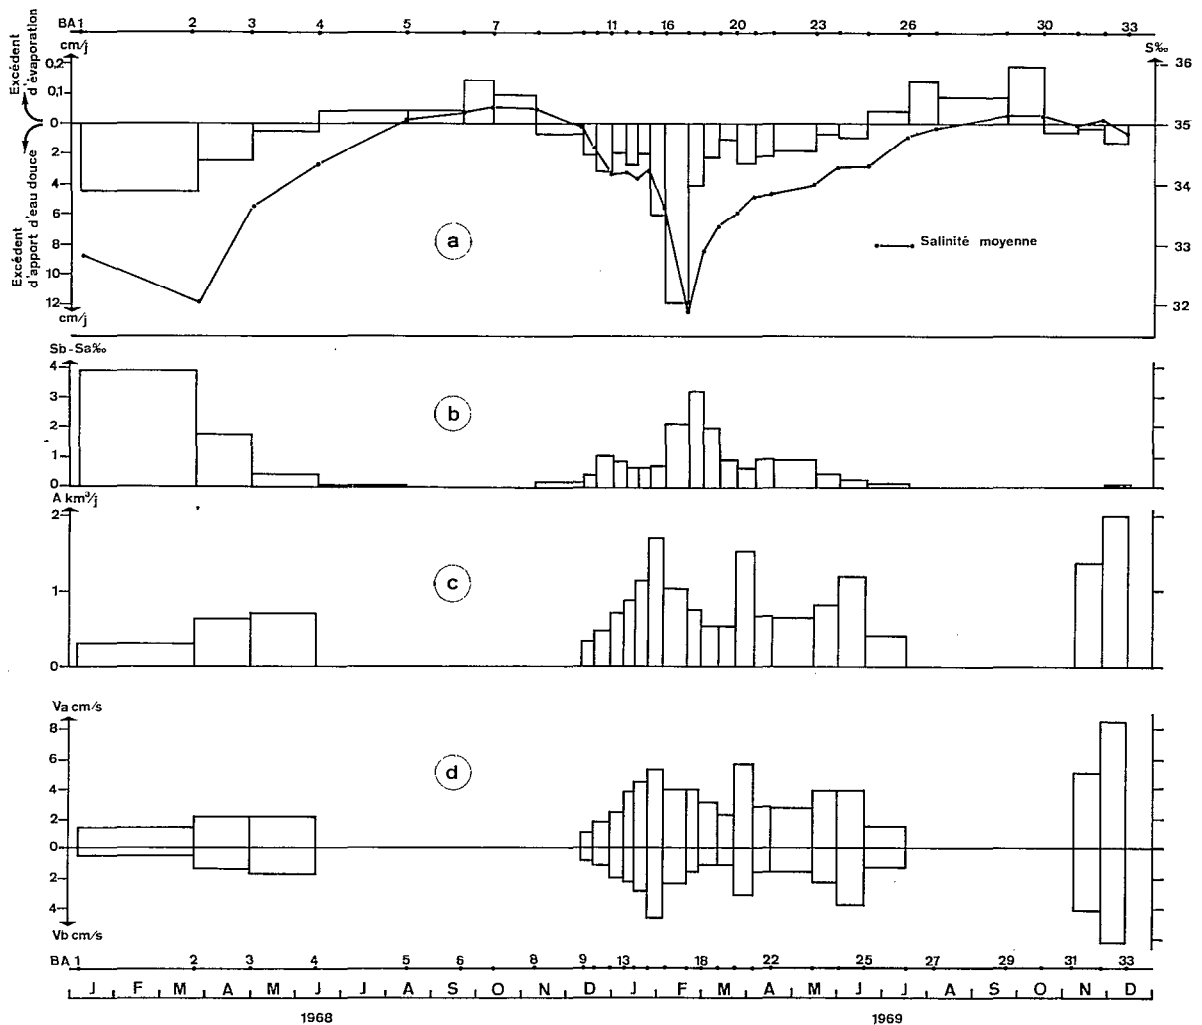 BA1 2 3 4 5 7 11 16 20 23 26 30 33
cm/j
S‰
Excédent d'évaporation
Excédent d'apport d'eau douce
0,2
0,1
0
2
4
6
8
10
12
cm/j
36
35
34
33
32
a
Salinité moyenne
Sb-Sa‰
4
3
2
1
0
b
A km³/j
2
1
0
c
Va cm/s
8
6
4
2
0
2
4
Vb cm/s
d
BA 1 2 3 4 5 6 8 9 13 18 22 25 27 29 31 33
J F M A M J J A S O N D J F M A M J J A S O N D
1968 1969